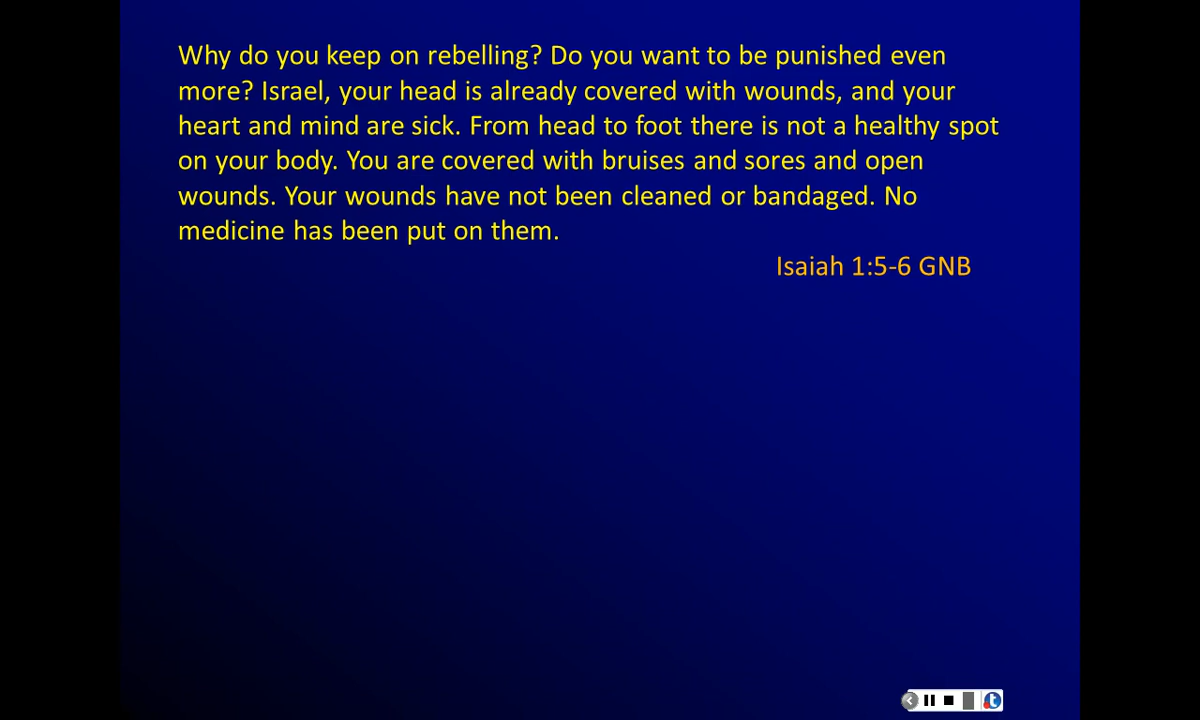 Why do you keep on rebelling? Do you want to be punished even
more? Israel, your head is already covered with wounds, and your
heart and mind are sick. From head to foot there is not a healthy spot
on your body. You are covered with bruises and sores and open
wounds. Your wounds have not been cleaned or bandaged. No
medicine has been put on them.
Isaiah 1:5-6 GNB